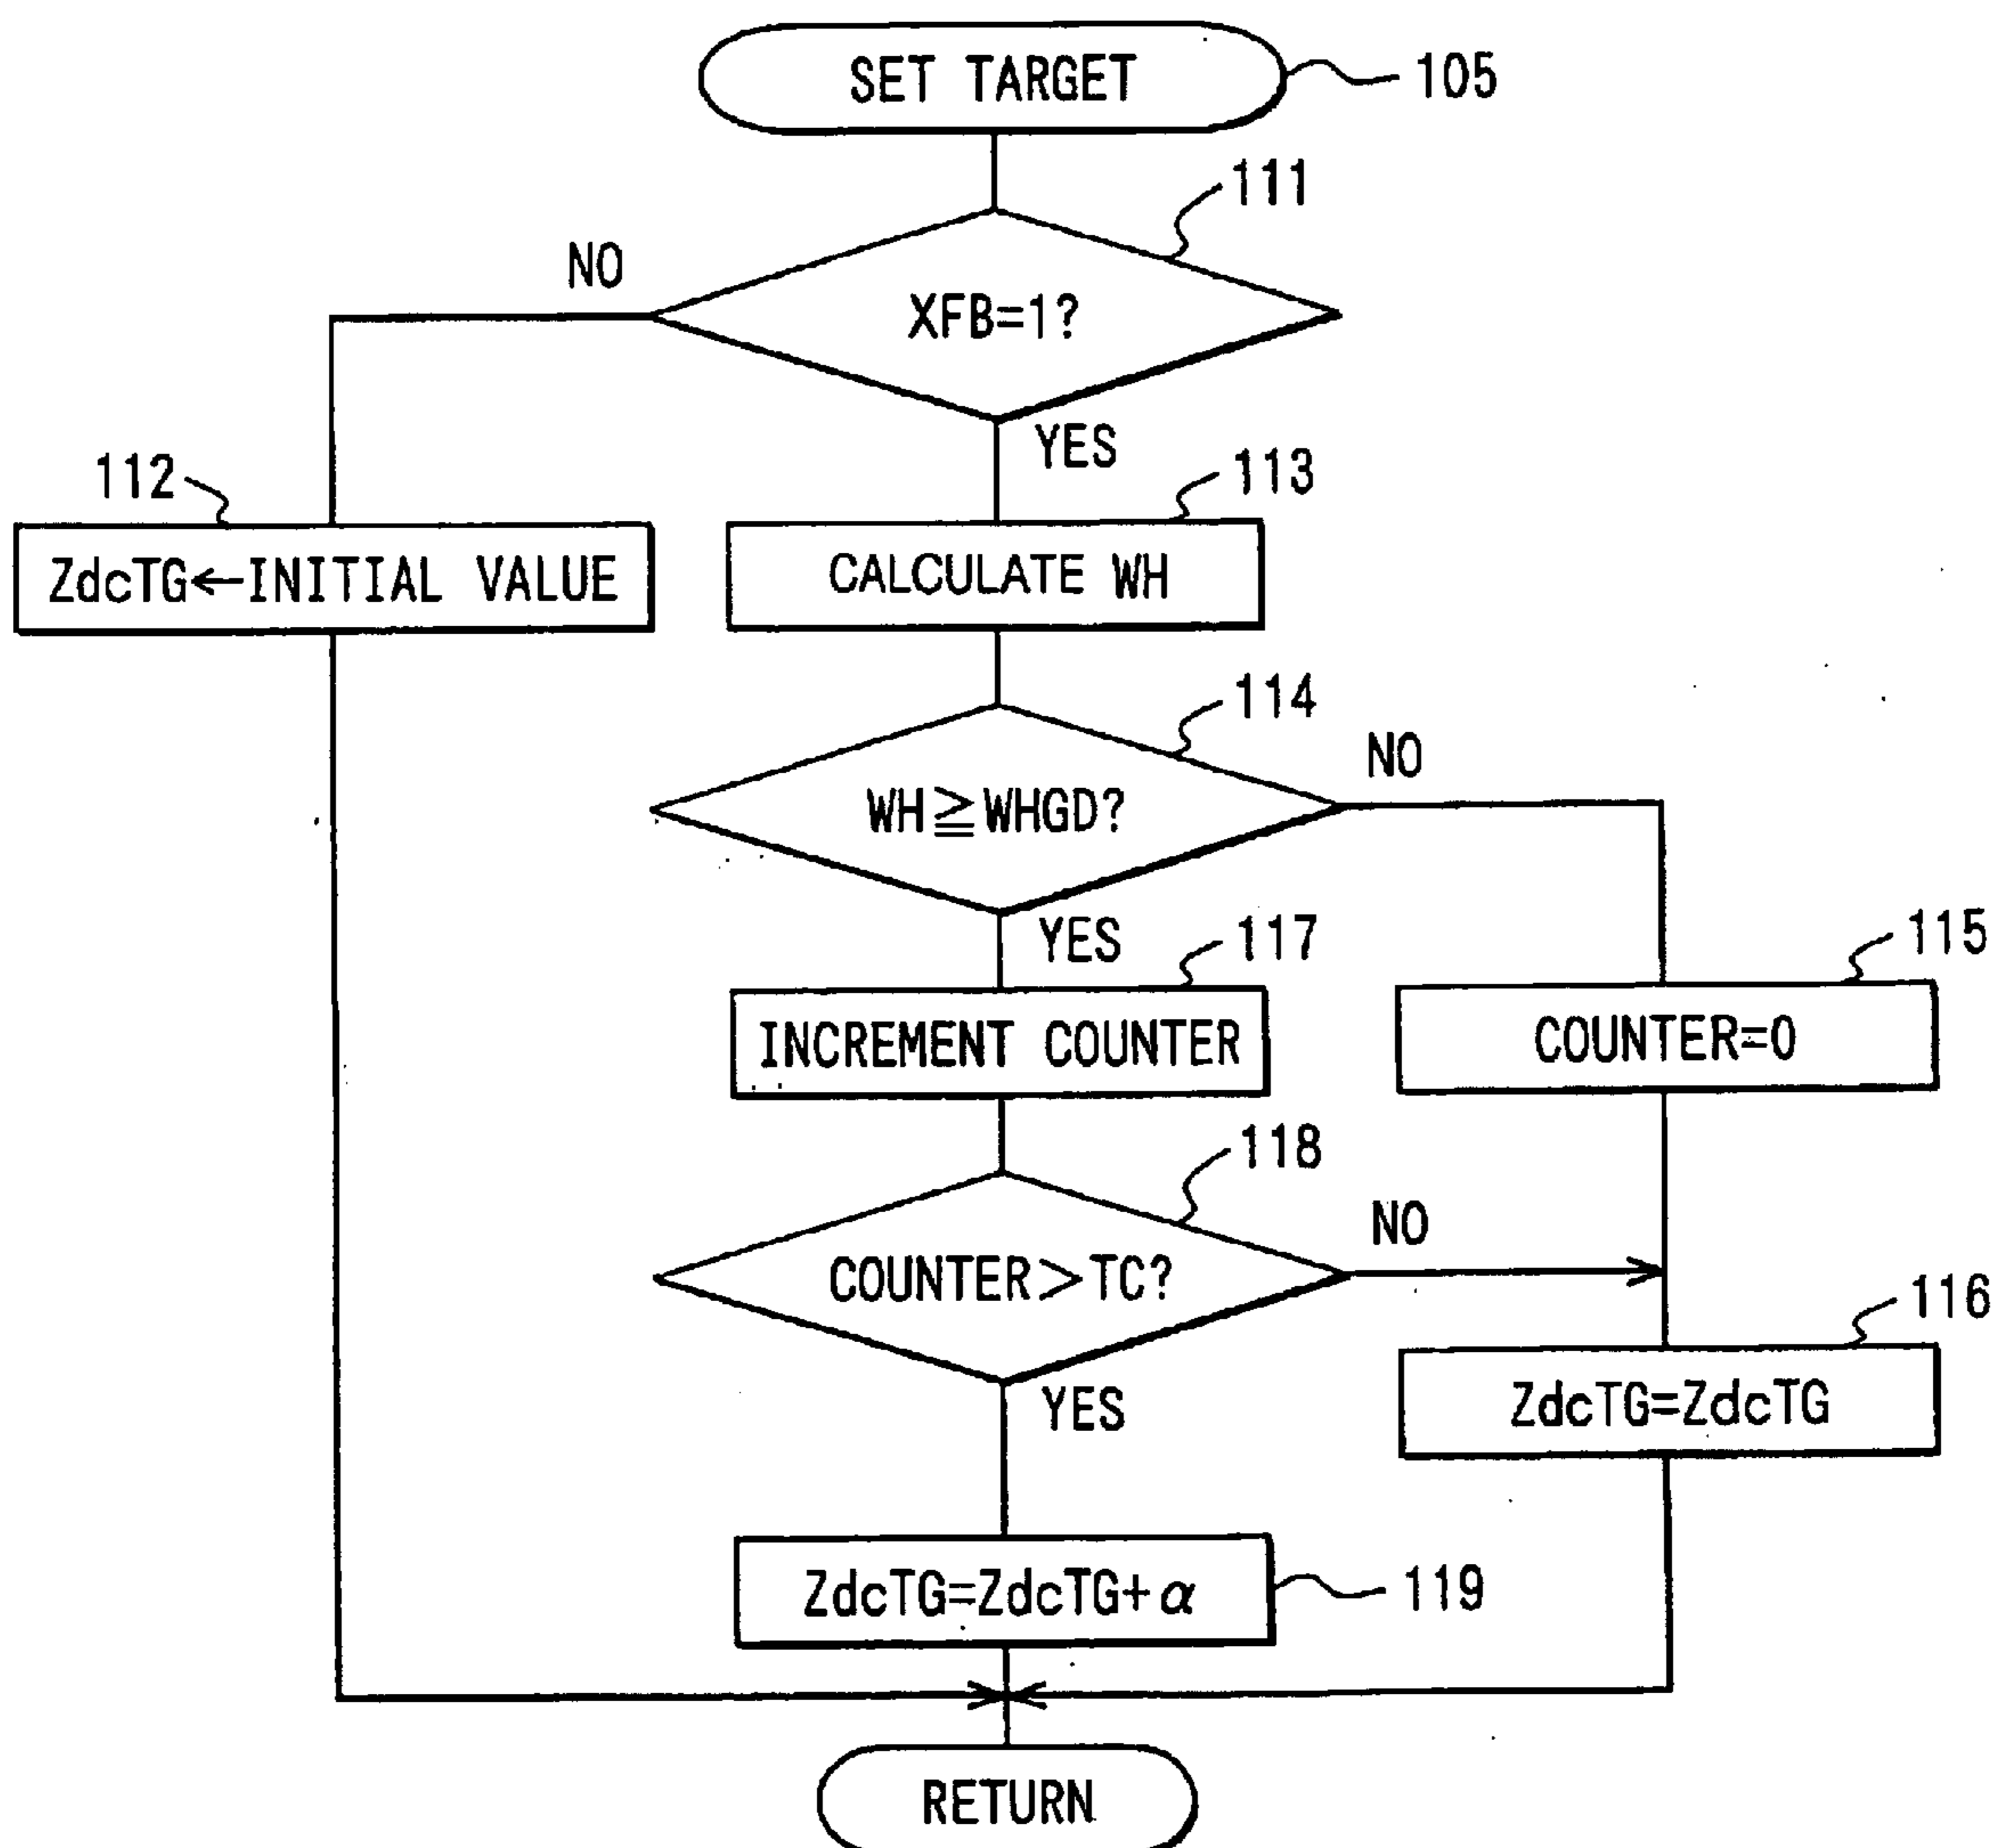 SET TARGET
105
111
NO
XFB=1?
YES
112
113
ZdcTG←INITIAL VALUE
CALCULATE WH
114
NO
WH≧WHGD?
YES
117
115
INCREMENT COUNTER
COUNTER=0
118
NO
COUNTER>TC?
116
YES
ZdcTG=ZdcTG
ZdcTG=ZdcTG+α
119
RETURN